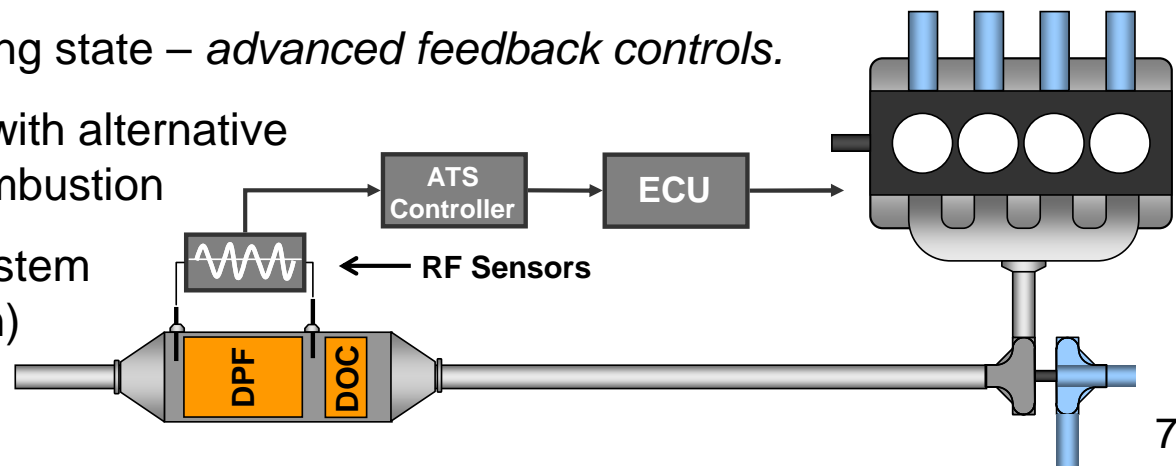 ng state – advanced feedback controls.
with alternative
mbustion
stem
n)
ATS
Controller
ECU
RF Sensors
DPF
DOC
7